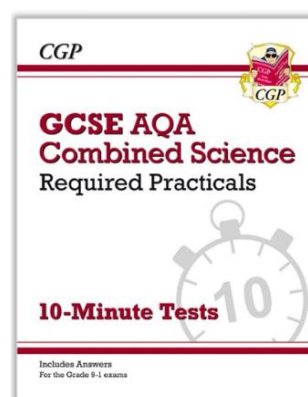 CGP
CGP
CGP
GCSE AQA
Combined Science
Required Practicals
10
10-Minute Tests
Includes Answers
For the Grade 9-1 exams